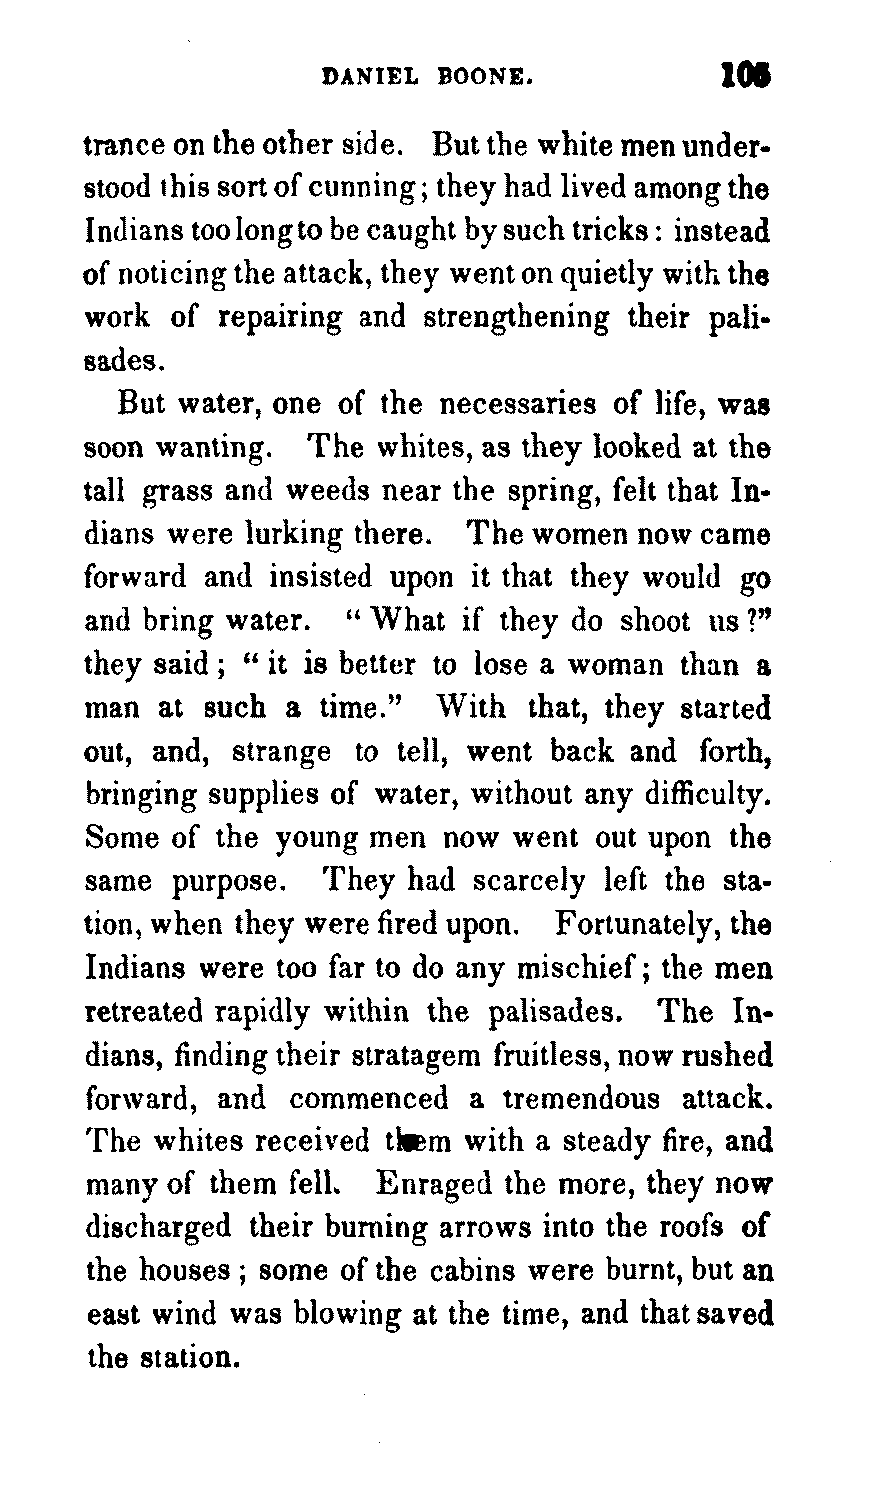 DANIEL BOONE. 105
trance on the other side. But the white men under-
stood this sort of cunning; they had lived among the
Indians too long to be caught by such tricks: instead
of noticing the attack, they went on quietly with the
work of repairing and strengthening their pali-
sades.
But water, one of the necessaries of life, was
soon wanting. The whites, as they looked at the
tall grass and weeds near the spring, felt that In-
dians were lurking there. The women now came
forward and insisted upon it that they would go
and bring water. "What if they do shoot us?"
they said; "it is better to lose a woman than a
man at such a time." With that, they started
out, and, strange to tell, went back and forth,
bringing supplies of water, without any difficulty.
Some of the young men now went out upon the
same purpose. They had scarcely left the sta-
tion, when they were fired upon. Fortunately, the
Indians were too far to do any mischief; the men
retreated rapidly within the palisades. The In-
dians, finding their stratagem fruitless, now rushed
forward, and commenced a tremendous attack.
The whites received them with a steady fire, and
many of them fell. Enraged the more, they now
discharged their burning arrows into the roofs of
the houses; some of the cabins were burnt, but an
east wind was blowing at the time, and that saved
the station.